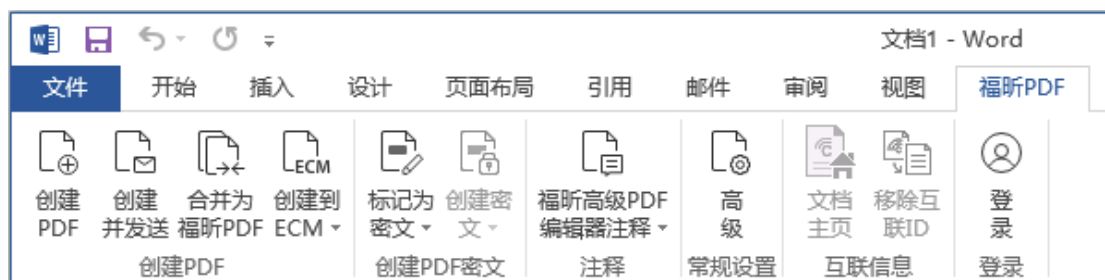 文档1 - Word
文件 开始 插入 设计 页面布局 引用 邮件 审阅 视图 福昕PDF
ECM
创建 创建 合并为 创建到 标记为 创建密 福昕高级PDF 高 文档 移除互 登
PDF 并发送 福昕PDF ECM 密文 文 编辑器注释 级 主页 联ID 录
创建PDF 创建PDF密文 注释 常规设置 互联信息 登录